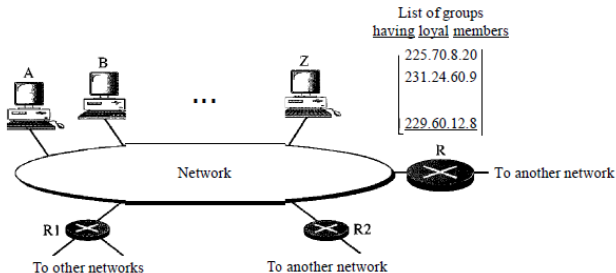 List of groups
having loyal members
225.70.8.20
231.24.60.9
229.60.12.8
A
B
...
Z
R
Network
To another network
R1
R2
To other networks
To another network